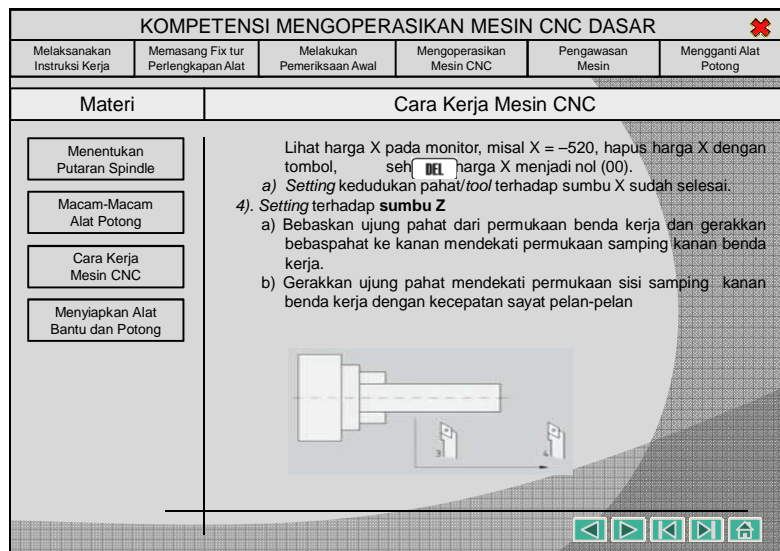 KOMPETENSI MENGOPERASIKAN MESIN CNC DASAR
Melaksanakan
Instruksi Kerja
Memasang Fix tur
Perlengkapan Alat
Melakukan
Pemeriksaan Awal
Mengoperasikan
Mesin CNC
Pengawasan
Mesin
Mengganti Alat
Potong
Materi
Cara Kerja Mesin CNC
Menentukan
Putaran Spindle
Macam-Macam
Alat Potong
Cara Kerja
Mesin CNC
Menyiapkan Alat
Bantu dan Potong
Lihat harga X pada monitor, misal X = –520, hapus harga X dengan
tombol, seh DEL harga X menjadi nol (00).
a) Setting kedudukan pahat/tool terhadap sumbu X sudah selesai.
4). Setting terhadap sumbu Z
a) Bebaskan ujung pahat dari permukaan benda kerja dan gerakkan
bebaspahat ke kanan mendekati permukaan samping kanan benda
kerja.
b) Gerakkan ujung pahat mendekati permukaan sisi samping kanan
benda kerja dengan kecepatan sayat pelan-pelan
3